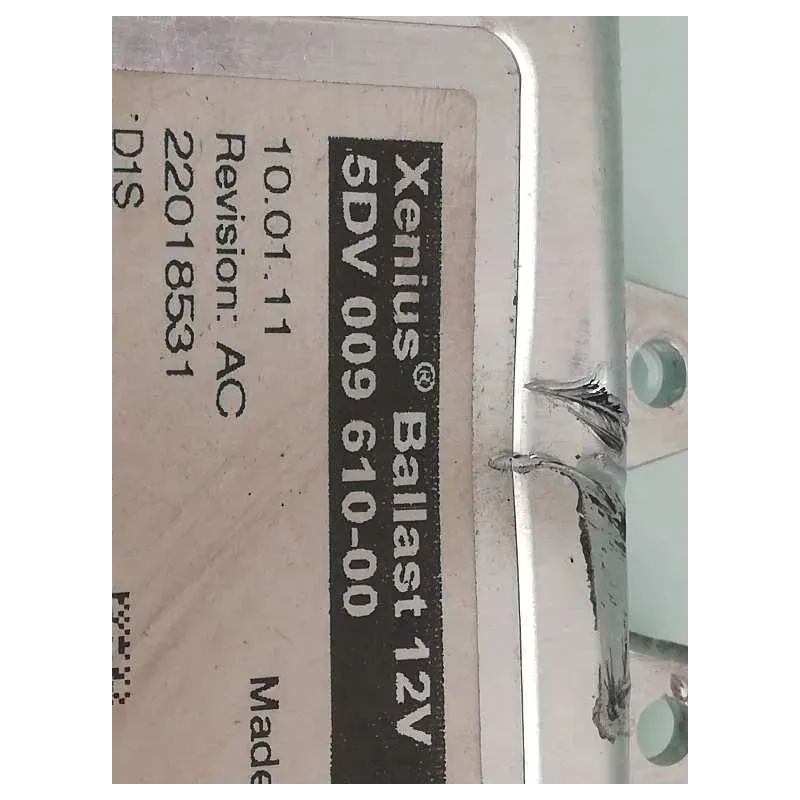 Xenius® Ballast 12V
5DV 009 610-00
10.01.11
Revision: AC
22018531
D1S
Made